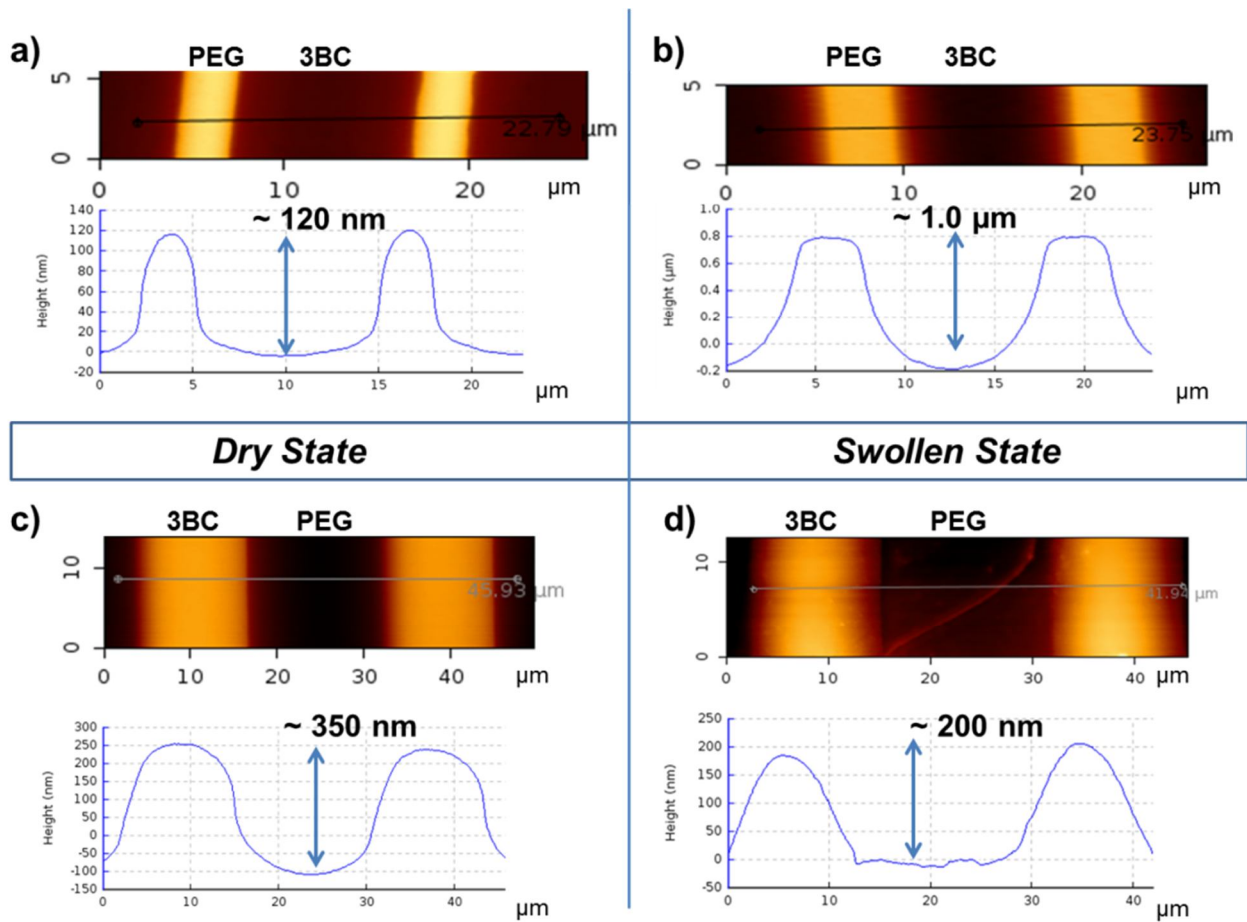 a)
PEG 3BC
5
0
22.79 µm
0 10 20 µm
~ 120 nm
Height (nm)
140
120
100
80
60
40
20
0
-20
0 5 10 15 20 µm
b)
PEG 3BC
5
0
23.75 µm
0 10 20 µm
~ 1.0 µm
Height (µm)
1.0
0.8
0.6
0.4
0.2
0.0
-0.2
0 5 10 15 20 µm
Dry State
Swollen State
c)
3BC PEG
10
0
45.93 µm
0 10 20 30 40 µm
~ 350 nm
Height (nm)
300
250
200
150
100
50
0
-50
-100
-150
0 10 20 30 40 µm
d)
3BC PEG
10
0
41.94 µm
0 10 20 30 40 µm
~ 200 nm
Height (nm)
250
200
150
100
50
0
-50
0 10 20 30 40 µm